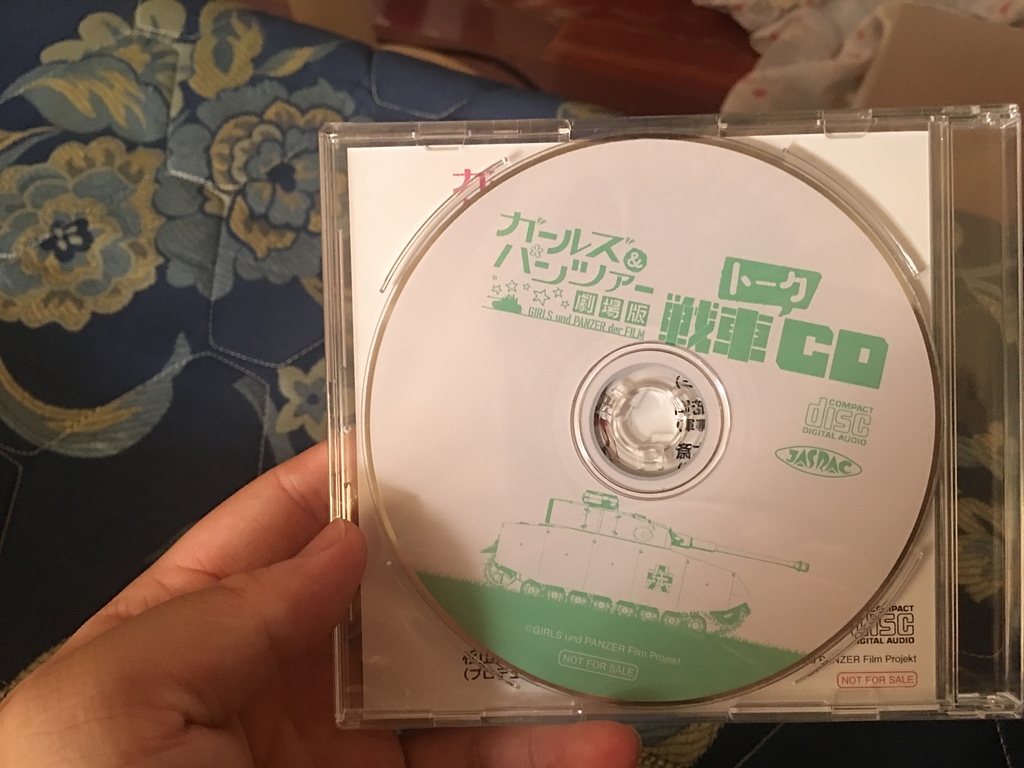 ガ
ガールズ&
パンツァー
劇場版
GIRLS und PANZER der FILM
トーク
戦車CD
COMPACT
disc
DIGITAL AUDIO
JASRAC
©GIRLS und PANZER Film Projekt
NOT FOR SALE
COMPACT
DISC
DIGITAL AUDIO
PANZER Film Projekt
NOT FOR SALE